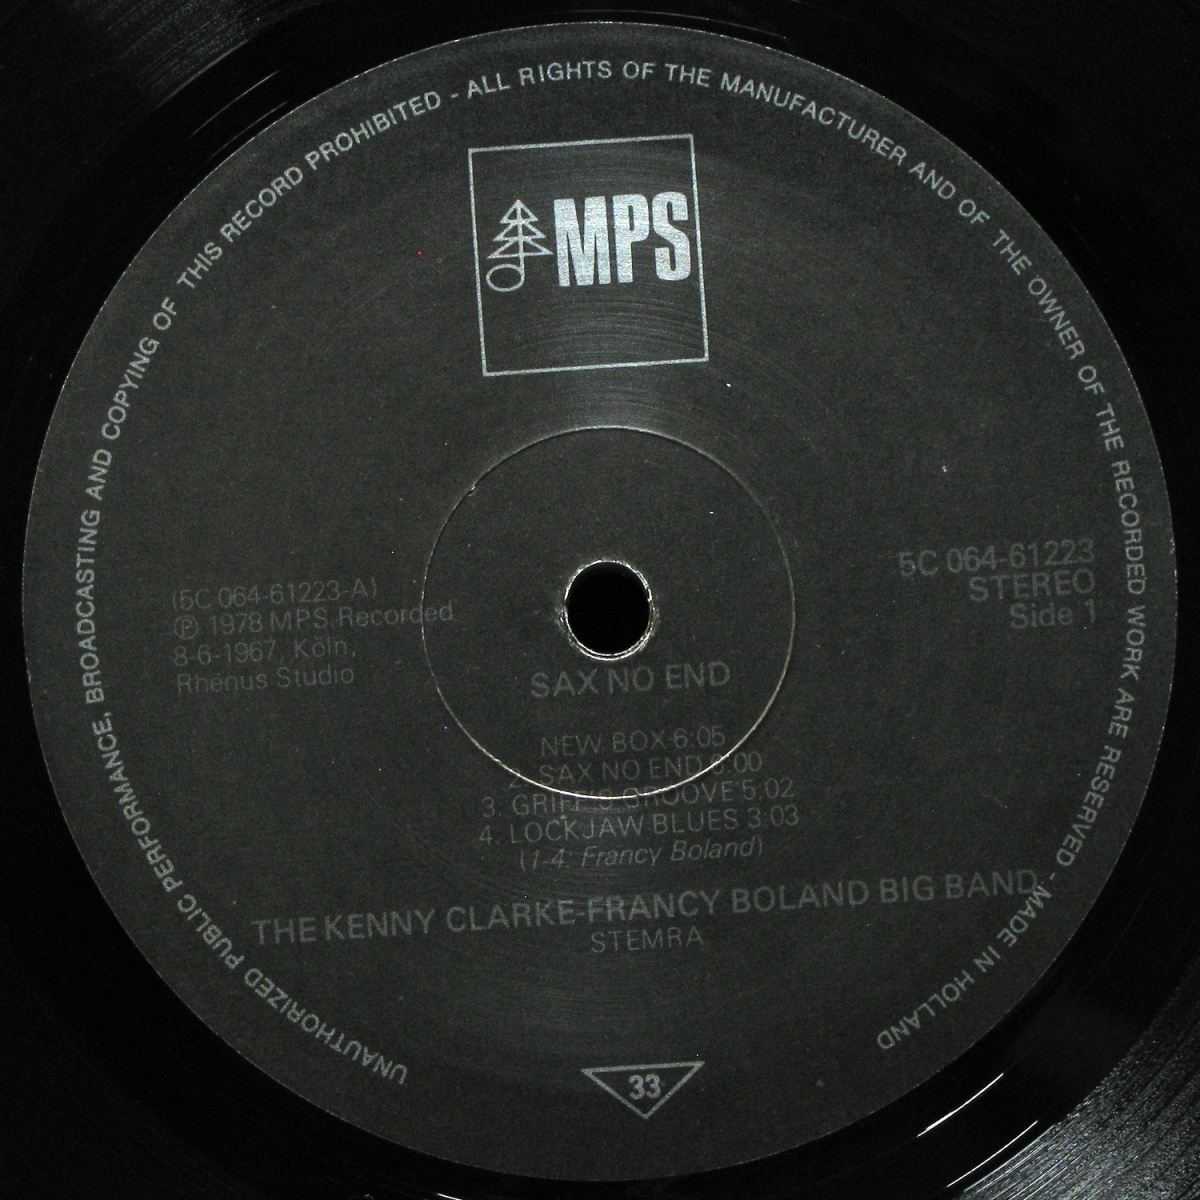 UNAUTHORIZED PUBLIC PERFORMANCE, BROADCASTING AND COPYING OF THIS RECORD PROHIBITED - ALL RIGHTS OF THE MANUFACTURER AND OF THE OWNER OF THE RECORDED WORK ARE RESERVED - MADE IN HOLLAND
MPS
5C 064-61223
STEREO
Side 1
(5C 064-61223-A)
℗ 1978 MPS Recorded
8-6-1967, Köln,
Rhenus Studio
SAX NO END
NEW BOX 6:05
2. SAX NO END :00
3. GRIFF'S GROOVE 5:02
4. LOCKJAW BLUES 3:03
(1-4: Francy Boland)
THE KENNY CLARKE-FRANCY BOLAND BIG BAND
STEMRA
33